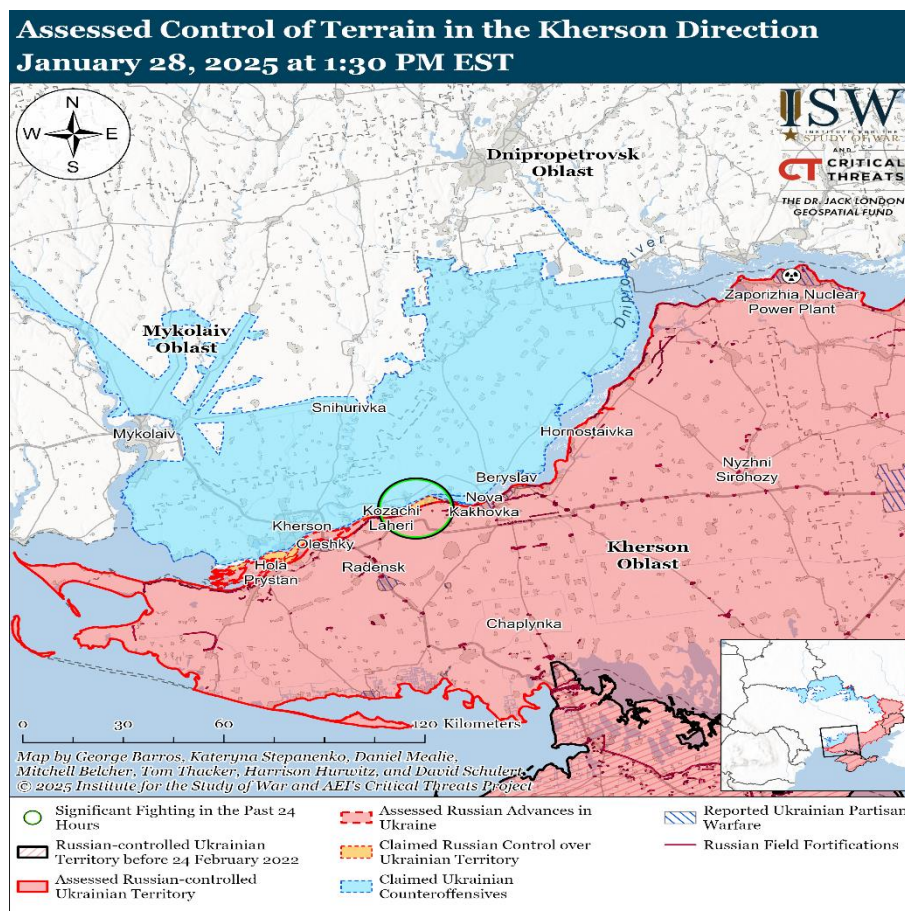 Assessed Control of Terrain in the Kherson Direction
January 28, 2025 at 1:30 PM EST
N
W
E
S
ISW
INSTITUTE FOR THE
STUDY OF WAR
AND
CT CRITICAL
THREATS
THE DR. JACK LONDON
GEOSPATIAL FUND
Dnipropetrovsk
Oblast
Dnipro River
Zaporizhia Nuclear
Power Plant
Mykolaiv
Oblast
Snihurivka
Mykolaiv
Hornostaivka
Beryslav
Nyzhni
Sirohozy
Nova
Kakhovka
Kozachi
Laheri
Kherson
Oleshky
Hola
Prystan
Radensk
Kherson
Oblast
Chaplynka
0 30 60 120 Kilometers
Map by George Barros, Kateryna Stepanenko, Daniel Mealie,
Mitchell Belcher, Tom Thacker, Harrison Hurwitz, and David Schulert
© 2025 Institute for the Study of War and AEI's Critical Threats Project
Significant Fighting in the Past 24
Hours
Russian-controlled Ukrainian
Territory before 24 February 2022
Assessed Russian-controlled
Ukrainian Territory
Assessed Russian Advances in
Ukraine
Claimed Russian Control over
Ukrainian Territory
Claimed Ukrainian
Counteroffensives
Reported Ukrainian Partisan
Warfare
Russian Field Fortifications